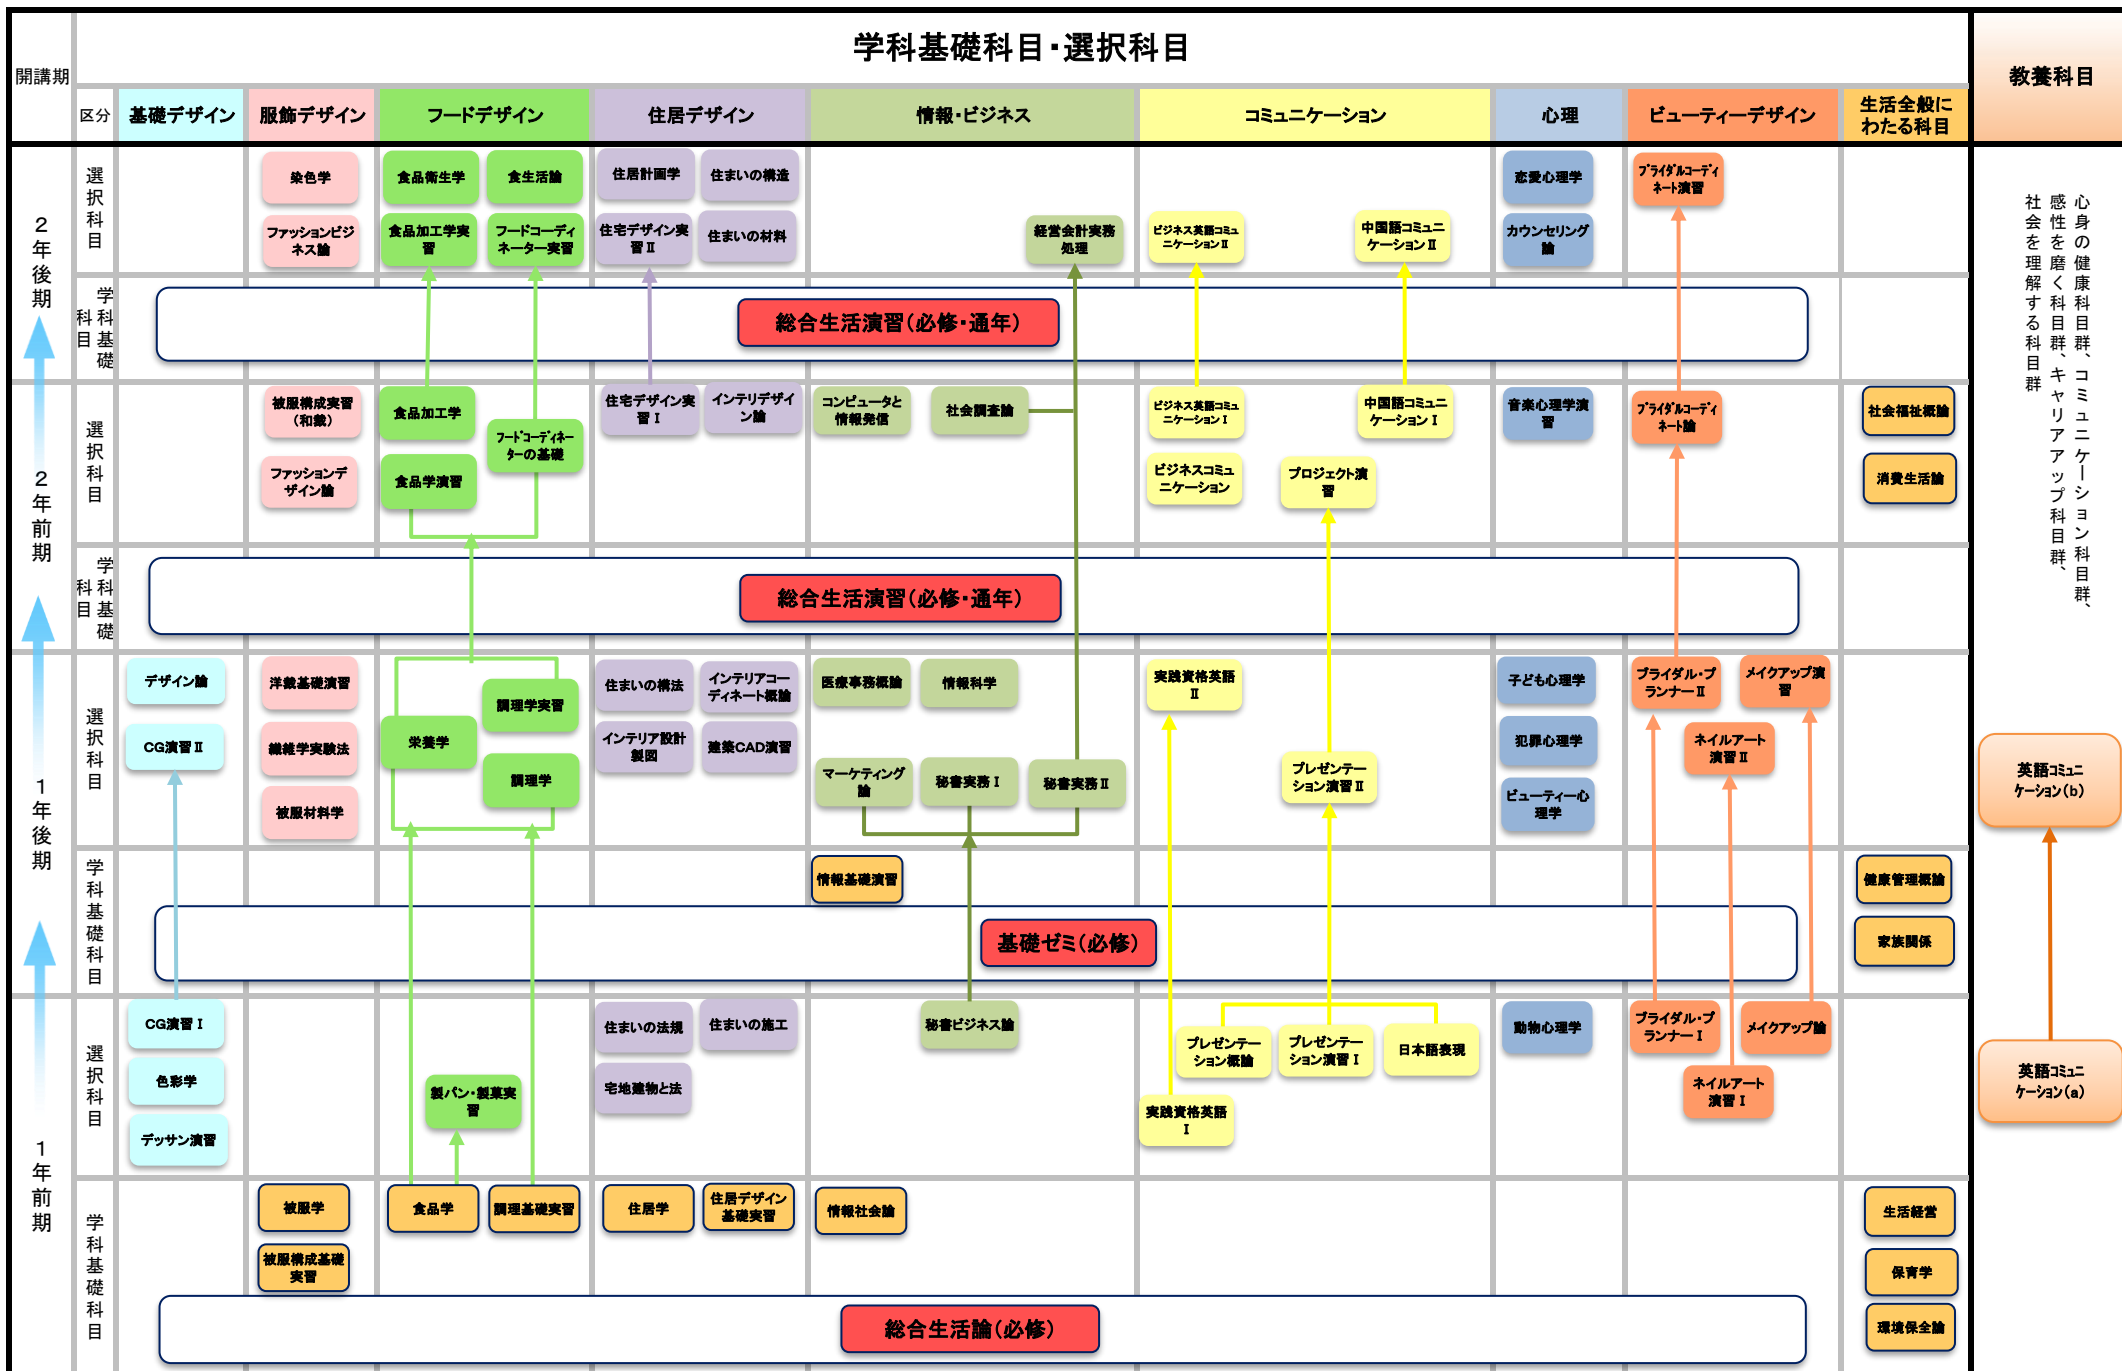 学科基礎科目・選択科目
教養科目
開講期
区分
基礎デザイン
服飾デザイン
フードデザイン
住居デザイン
情報・ビジネス
コミュニケーション
心理
ビューティーデザイン
生活全般に
わたる科目
2年後期
選択科目
染色学
食品衛生学
食生活論
住居計画学
住まいの構造
恋愛心理学
ブライダルコーディ
ネート演習
ファッションビジ
ネス論
食品加工学実
習
フードコーディ
ネーター実習
住宅デザイン実
習Ⅱ
住まいの材料
経営会計実務
処理
ビジネス英語コミュ
ニケーションⅡ
中国語コミュニ
ケーションⅡ
カウンセリング
論
学科基礎
科目
総合生活演習(必修・通年)
2年前期
選択科目
被服構成実習
(和裁)
食品加工学
フードコーディネー
ターの基礎
住宅デザイン実
習Ⅰ
インテリデザイ
ン論
コンピュータと
情報発信
社会調査論
ビジネス英語コミュ
ニケーションⅠ
中国語コミュニ
ケーションⅠ
音楽心理学演
習
ブライダルコーディ
ネート論
社会福祉概論
ファッションデ
ザイン論
食品学演習
ビジネスコミュ
ニケーション
プロジェクト演
習
消費生活論
学科基礎
科目
総合生活演習(必修・通年)
1年後期
選択科目
デザイン論
洋裁基礎演習
調理学実習
住まいの構法
インテリアコー
ディネート概論
医療事務概論
情報科学
実践資格英語
Ⅱ
子ども心理学
ブライダル・プ
ランナーⅡ
メイクアップ演
習
CG演習Ⅱ
繊維学実験法
栄養学
インテリア設計
製図
建築CAD演習
犯罪心理学
ネイルアート
演習Ⅱ
被服材料学
調理学
マーケティング
論
秘書実務Ⅰ
秘書実務Ⅱ
プレゼンテー
ション演習Ⅱ
ビューティー心
理学
学科基礎科目
情報基礎演習
健康管理概論
基礎ゼミ(必修)
家族関係
1年前期
選択科目
CG演習Ⅰ
住まいの法規
住まいの施工
秘書ビジネス論
プレゼンテー
ション概論
プレゼンテー
ション演習Ⅰ
日本語表現
動物心理学
ブライダル・プ
ランナーⅠ
メイクアップ論
色彩学
製パン・製菓実
習
宅地建物と法
ネイルアート
演習Ⅰ
デッサン演習
実践資格英語
Ⅰ
学科基礎科目
被服学
食品学
調理基礎実習
住居学
住居デザイン
基礎実習
情報社会論
生活経営
被服構成基礎
実習
保育学
総合生活論(必修)
環境保全論
心身の健康科目群、コミュニケーション科目群、
感性を磨く科目群、キャリアアップ科目群、
社会を理解する科目群
英語コミュニ
ケーション(b)
英語コミュニ
ケーション(a)